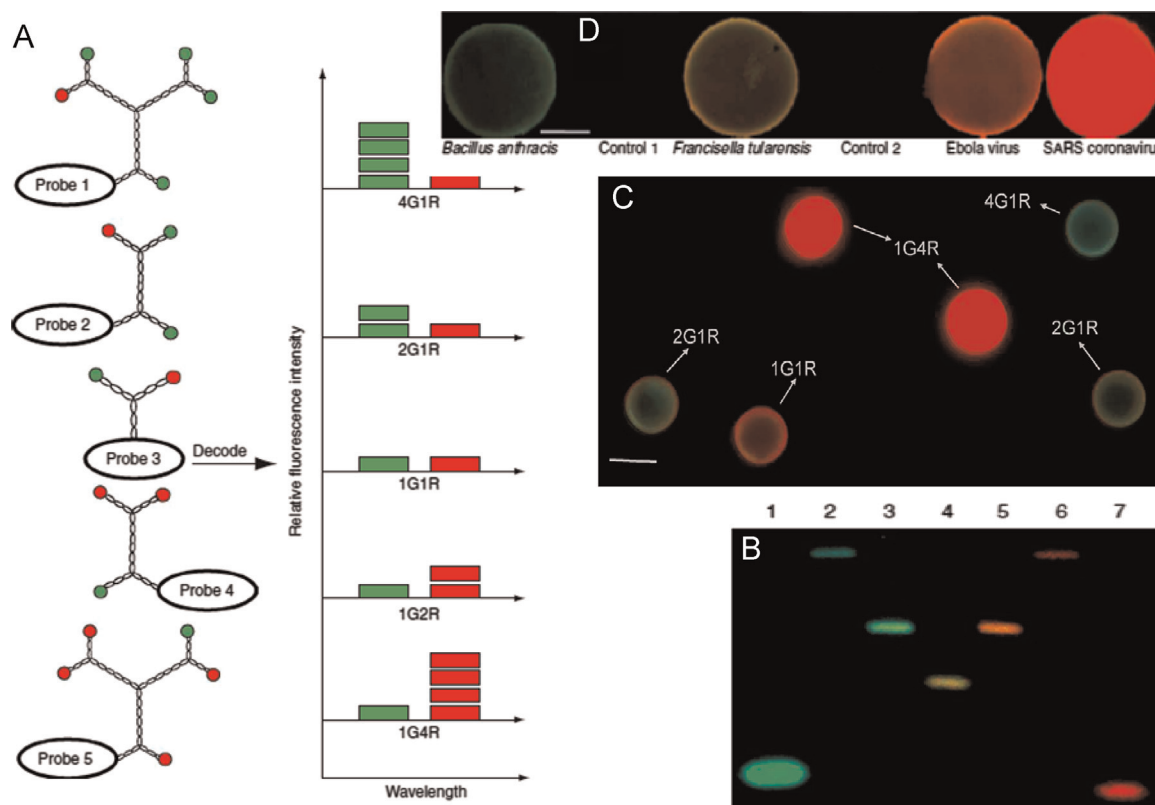 A
Probe 1
Probe 2
Probe 3
Decode
Probe 4
Probe 5
Relative fluorescence intensity
4G1R
2G1R
1G1R
1G2R
1G4R
Wavelength
D
Bacillus anthracis Control 1 Francisella tularensis Control 2 Ebola virus SARS coronaviru
C
4G1R
1G4R
2G1R
2G1R
1G1R
1 2 3 4 5 6 7
B